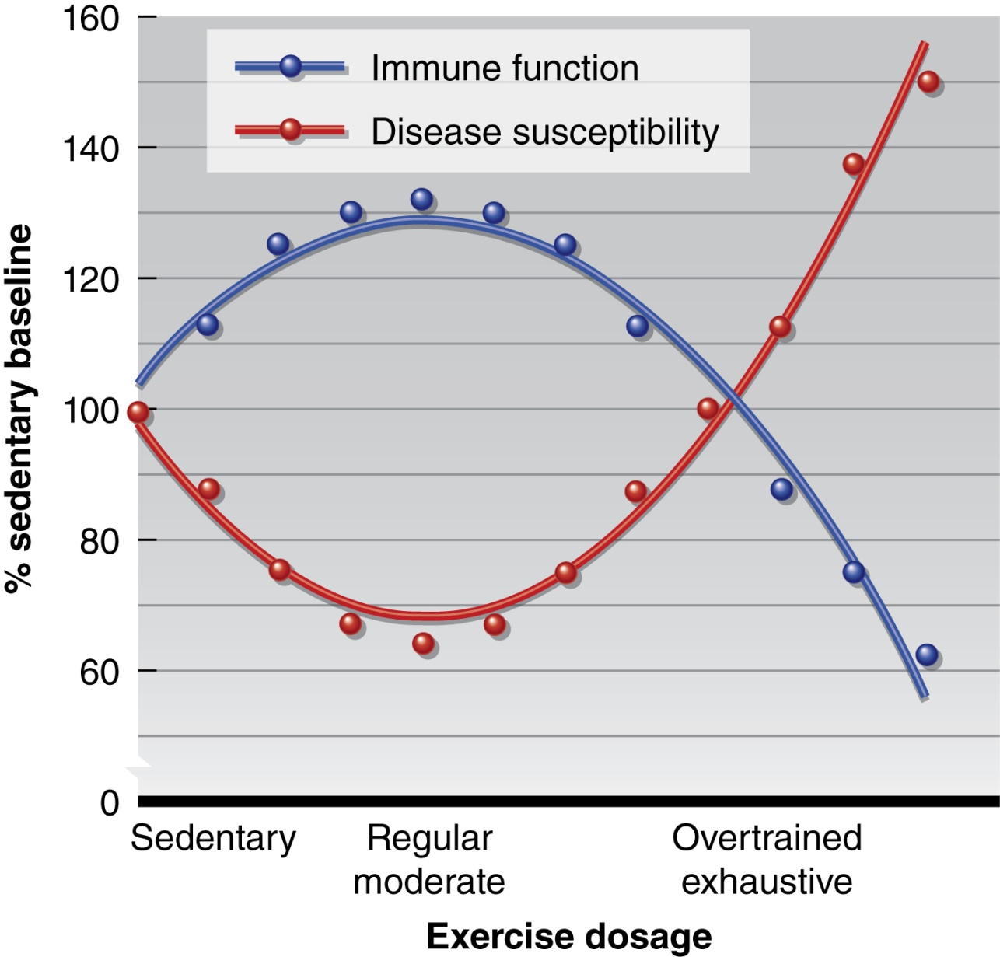 160
Immune function
Disease susceptibility
140
120
100
80
60
0
% sedentary baseline
Sedentary
Regular
moderate
Overtrained
exhaustive
Exercise dosage